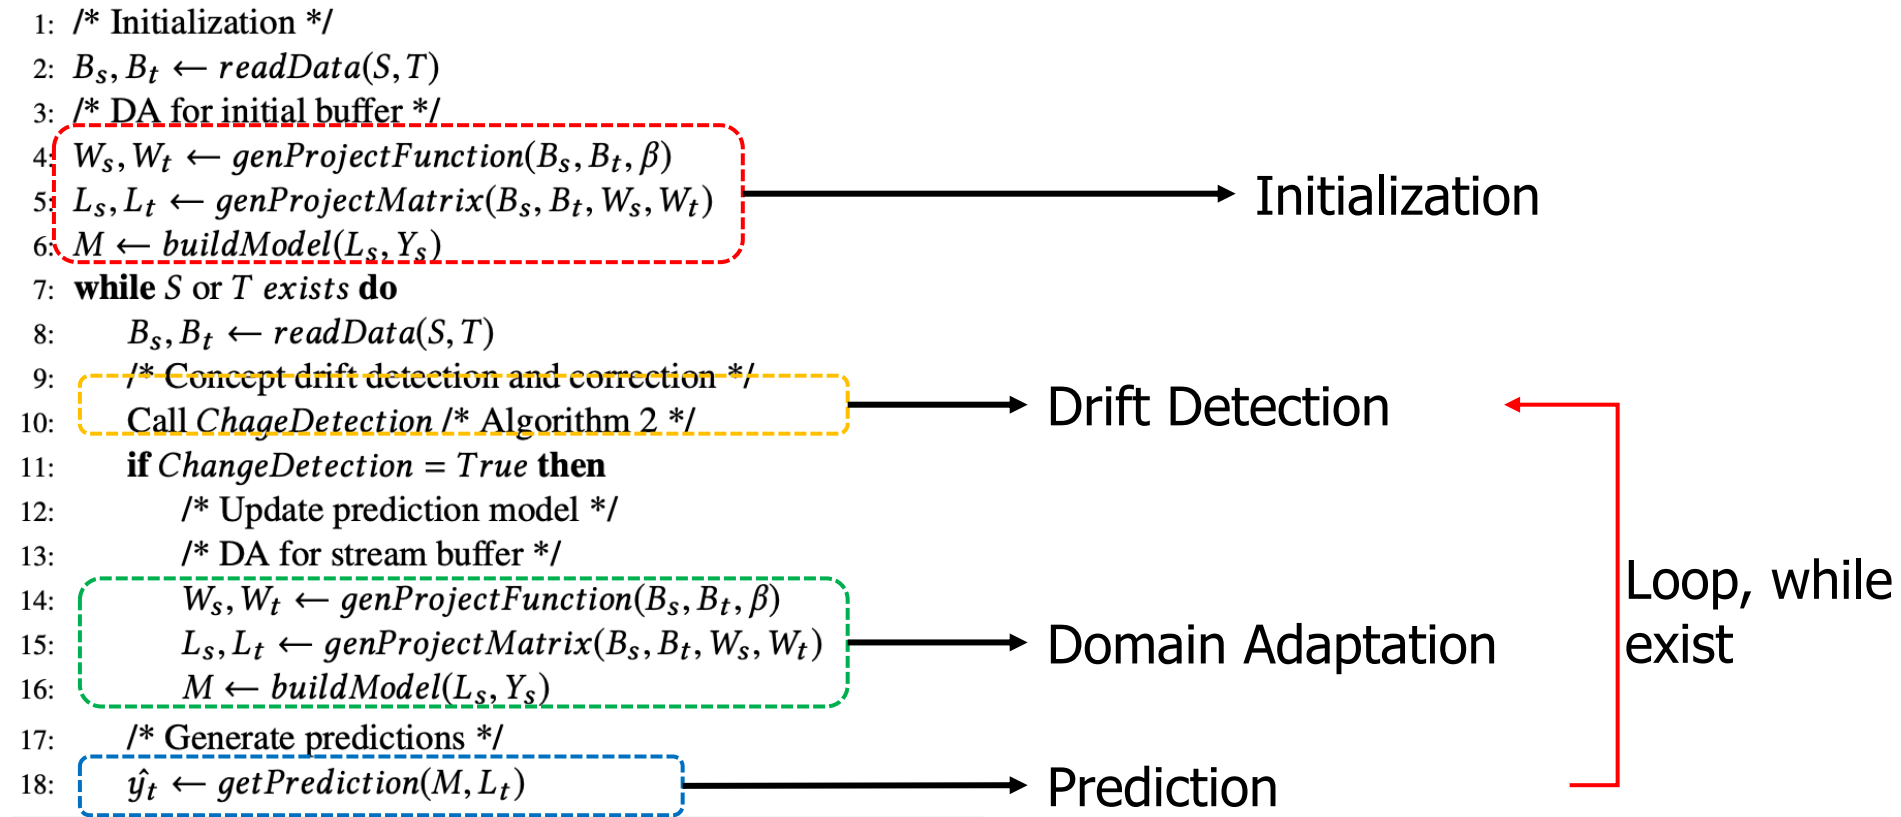 1: /* Initialization */
2: Bₛ, Bₜ ← readData(S, T)
3: /* DA for initial buffer */
4: Wₛ, Wₜ ← genProjectFunction(Bₛ, Bₜ, β)
5: Lₛ, Lₜ ← genProjectMatrix(Bₛ, Bₜ, Wₛ, Wₜ)
6: M ← buildModel(Lₛ, Yₛ)
Initialization
7: while S or T exists do
8: Bₛ, Bₜ ← readData(S, T)
9: /* Concept drift detection and correction */
10: Call ChageDetection /* Algorithm 2 */
Drift Detection
11: if ChangeDetection = True then
12: /* Update prediction model */
13: /* DA for stream buffer */
14: Wₛ, Wₜ ← genProjectFunction(Bₛ, Bₜ, β)
15: Lₛ, Lₜ ← genProjectMatrix(Bₛ, Bₜ, Wₛ, Wₜ)
16: M ← buildModel(Lₛ, Yₛ)
Domain Adaptation
17: /* Generate predictions */
18: ŷₜ ← getPrediction(M, Lₜ)
Prediction
Loop, while
exist